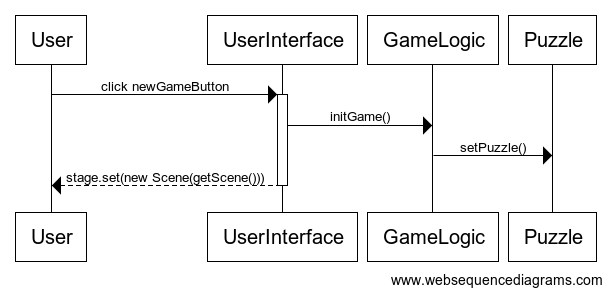 User UserInterface GameLogic Puzzle
click newGameButton
initGame()
setPuzzle()
stage.set(new Scene(getScene()))
User UserInterface GameLogic Puzzle
www.websequencediagrams.com